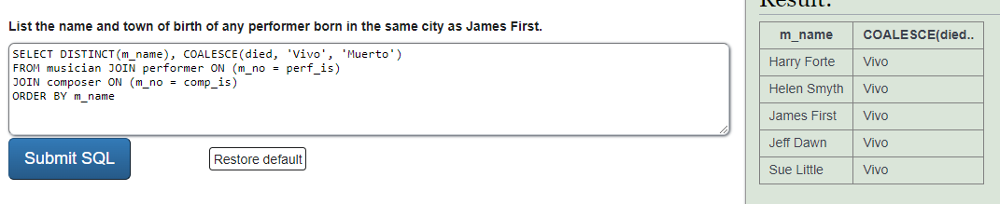 Result:
List the name and town of birth of any performer born in the same city as James First.
SELECT DISTINCT(m_name), COALESCE(died, 'Vivo', 'Muerto')
FROM musician JOIN performer ON (m_no = perf_is)
JOIN composer ON (m_no = comp_is)
ORDER BY m_name
Submit SQL
Restore default
m_name COALESCE(died..
Harry Forte Vivo
Helen Smyth Vivo
James First Vivo
Jeff Dawn Vivo
Sue Little Vivo